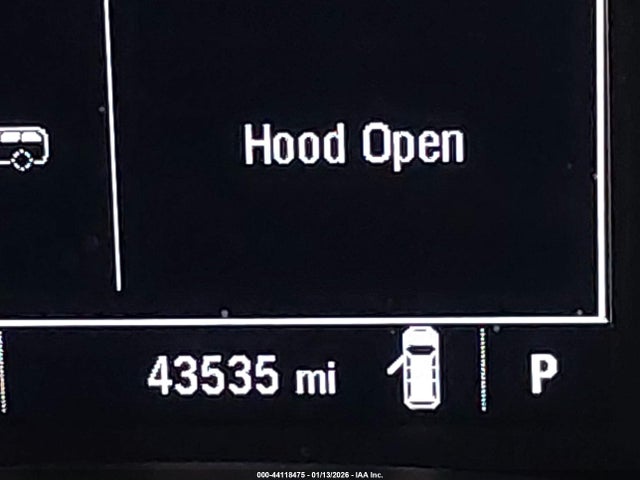 Hood Open
43535 mi
P
000-44118475 - 01/13/2026 - IAA Inc.